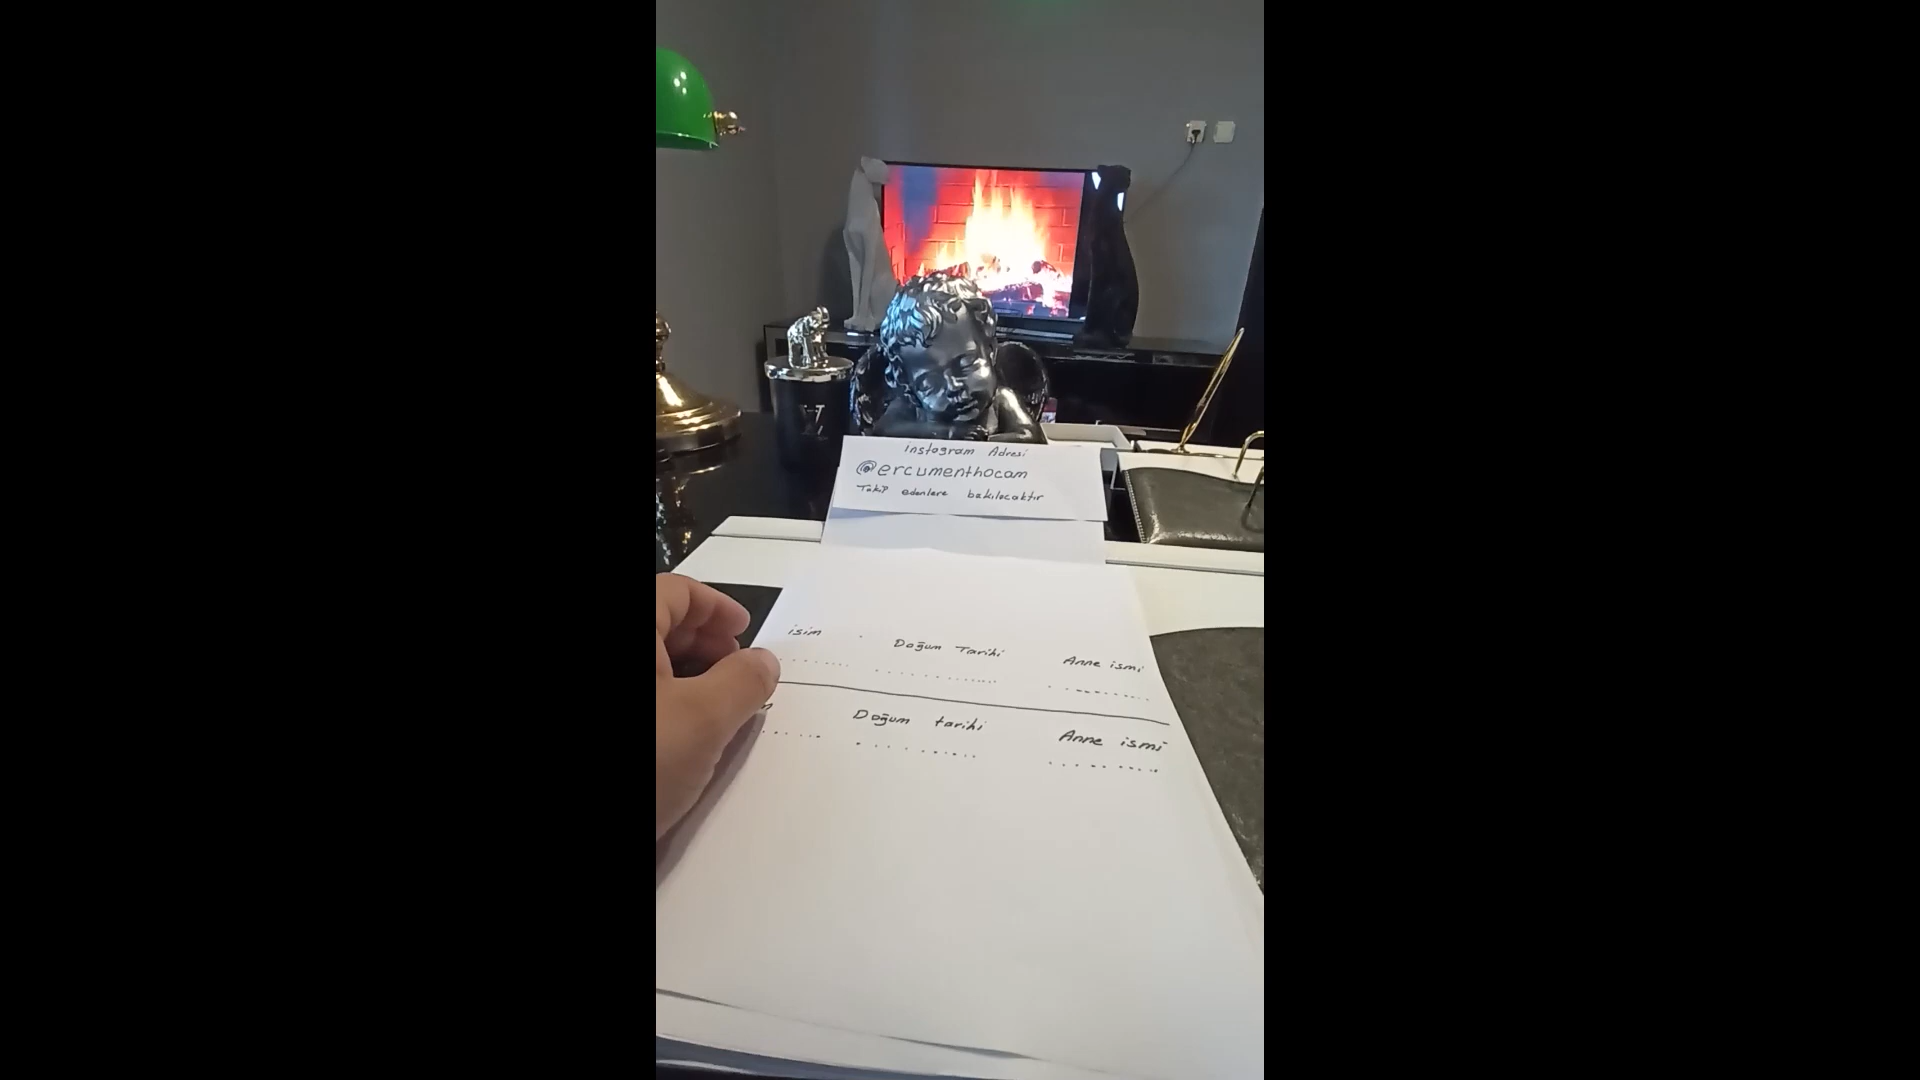 instagram Adresi
@ercumenthocam
Takip edenlere bakılacaktır
isim Doğum Tarihi Anne ismi
Doğum tarihi Anne ismi